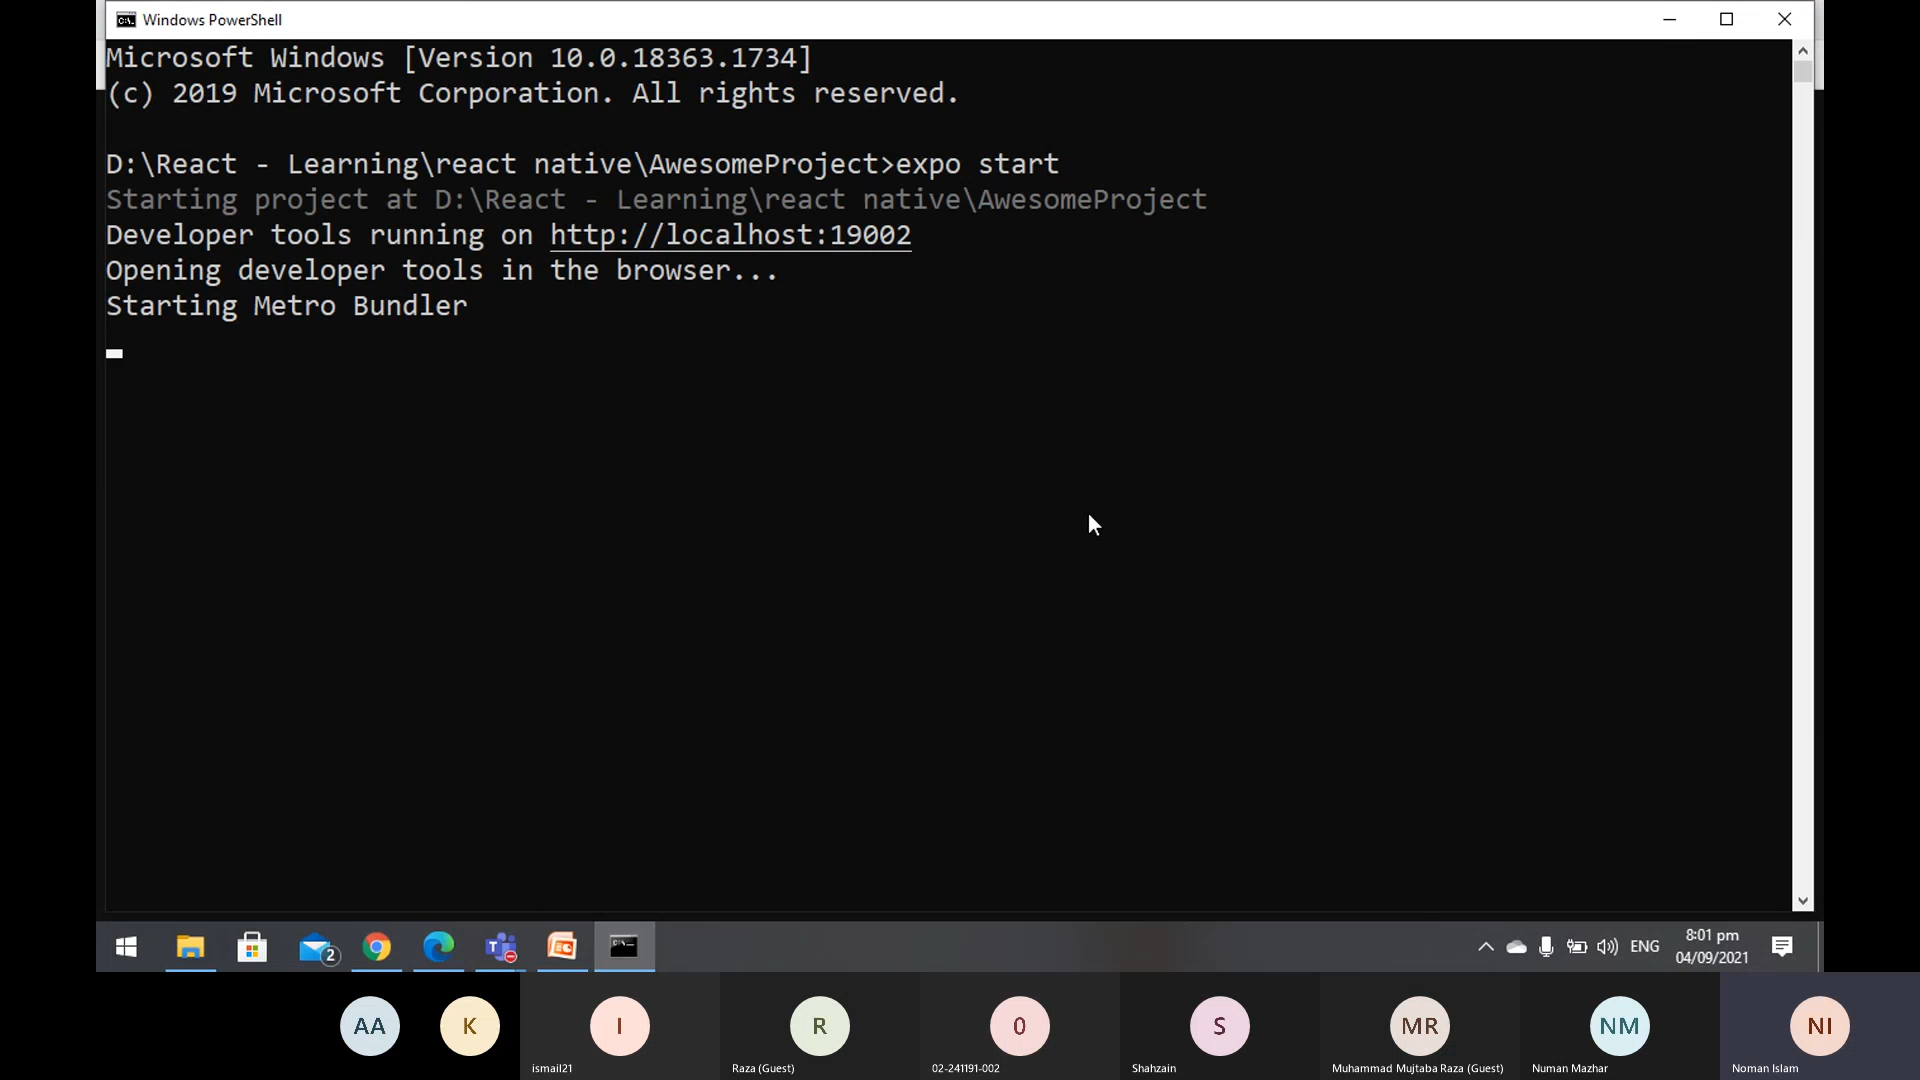 Windows PowerShell
Microsoft Windows [Version 10.0.18363.1734]
(c) 2019 Microsoft Corporation. All rights reserved.
D:\React - Learning\react native\AwesomeProject>expo start
Starting project at D:\React - Learning\react native\AwesomeProject
Developer tools running on http://localhost:19002
Opening developer tools in the browser...
Starting Metro Bundler
2
ENG
8:01 pm
04/09/2021
AA
K
I
R
0
S
MR
NM
NI
ismail21
Raza (Guest)
02-241191-002
Shahzain
Muhammad Mujtaba Raza (Guest)
Numan Mazhar
Noman Islam